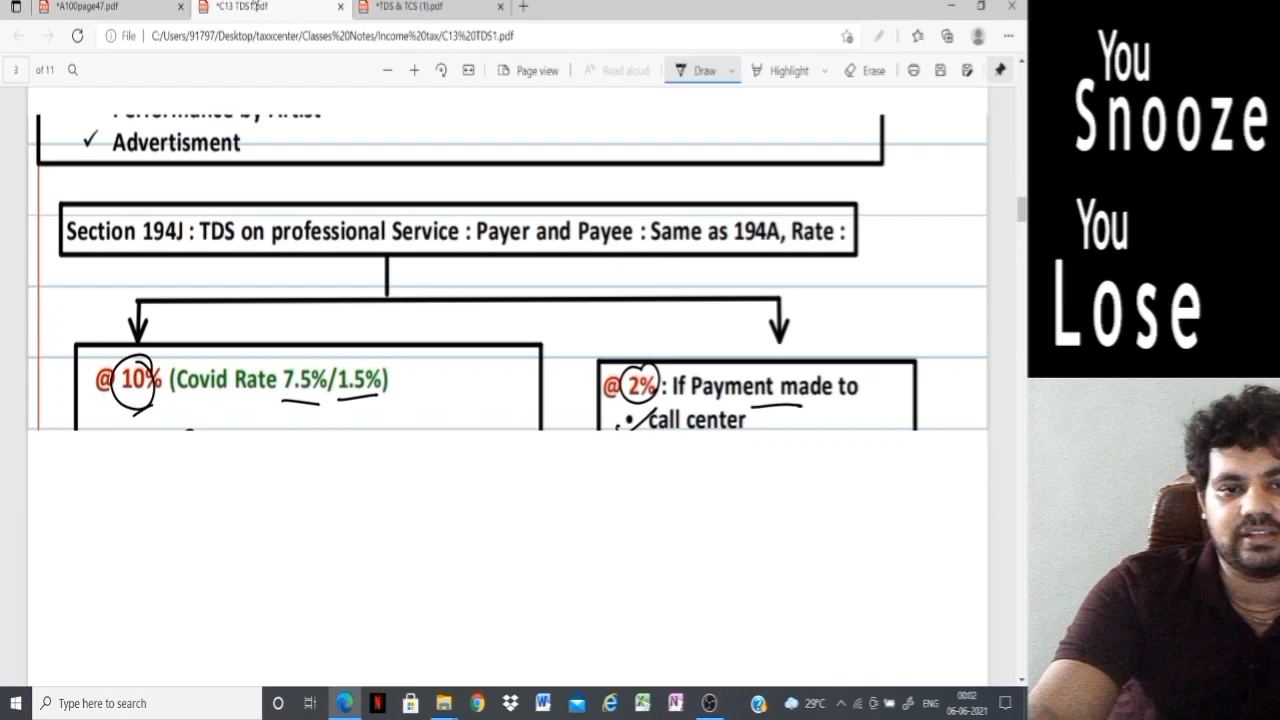 *A100page47.pdf
*C13 TDS1.pdf
*TDS & TCS (1).pdf
File
C:/Users/91797/Desktop/taxxcenter/Classes%20Notes/Income%20tax/C13%20TDS1.pdf
3 of 11
Page view
Read aloud
Draw
Highlight
Erase
Performance by Artist
✓ Advertisment
Section 194J : TDS on professional Service : Payer and Payee : Same as 194A, Rate :
@ 10% (Covid Rate 7.5%/1.5%)
@ 2% : If Payment made to
• call center
You
Snooze
You
Lose
Type here to search
29°C
ENG
00:02
06-06-2021